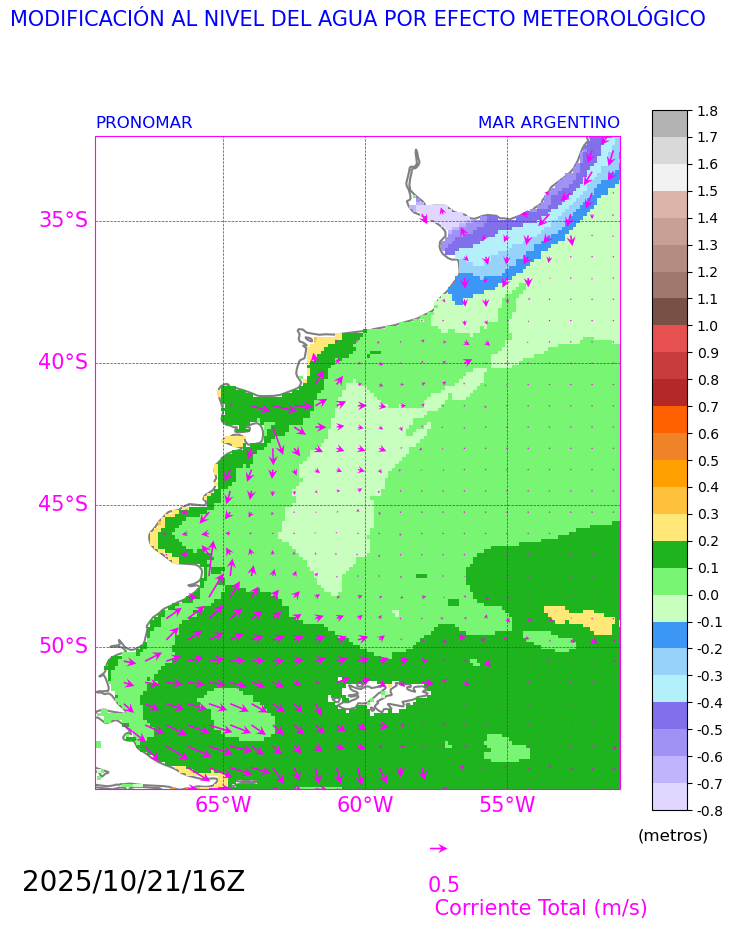 MODIFICACIÓN AL NIVEL DEL AGUA POR EFECTO METEOROLÓGICO
PRONOMAR MAR ARGENTINO
35°S
40°S
45°S
50°S
65°W 60°W 55°W
1.8
1.7
1.6
1.5
1.4
1.3
1.2
1.1
1.0
0.9
0.8
0.7
0.6
0.5
0.4
0.3
0.2
0.1
0.0
-0.1
-0.2
-0.3
-0.4
-0.5
-0.6
-0.7
-0.8
(metros)
2025/10/21/16Z
0.5
Corriente Total (m/s)